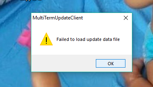 MultiTermUpdateClient
Failed to load update data file
OK